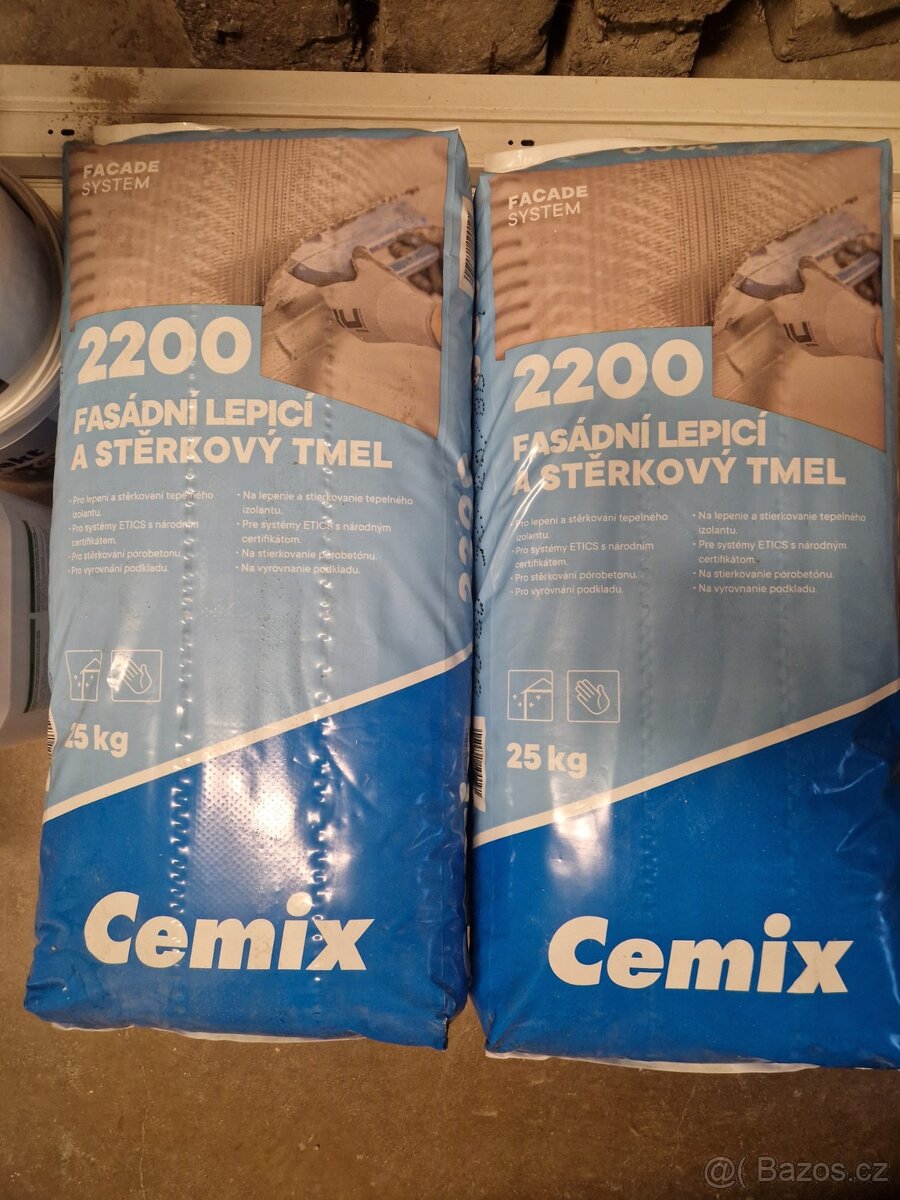 FACADE
SYSTEM
2200
FASÁDNÍ LEPICÍ
A STĚRKOVÝ TMEL
· Pro lepení a stěrkování tepelného
izolantu.
· Pro systémy ETICS s národním
certifikátem.
· Pro stěrkování pórobetonu.
· Pro vyrovnání podkladu.
· Na lepenie a stierkovanie tepelného
izolantu.
· Pre systémy ETICS s národným
certifikátom.
· Na stierkovanie pórobetónu.
· Na vyrovnanie podkladu.
25 kg
Cemix
FACADE
SYSTEM
2200
FASÁDNÍ LEPICÍ
A STĚRKOVÝ TMEL
· Pro lepení a stěrkování tepelného
izolantu.
· Pro systémy ETICS s národním
certifikátem.
· Pro stěrkování pórobetonu.
· Pro vyrovnání podkladu.
· Na lepenie a stierkovanie tepelného
izolantu.
· Pre systémy ETICS s národným
certifikátom.
· Na stierkovanie pórobetónu.
· Na vyrovnanie podkladu.
25 kg
Cemix
@( Bazos.cz